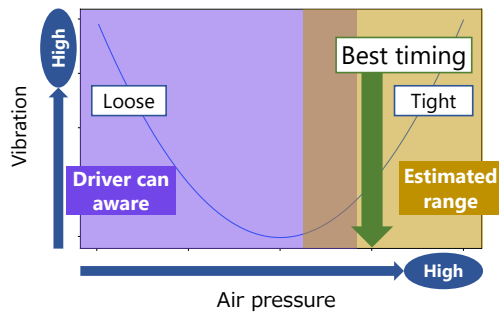 High
Vibration
Loose
Best timing
Tight
Driver can
aware
Estimated
range
High
Air pressure